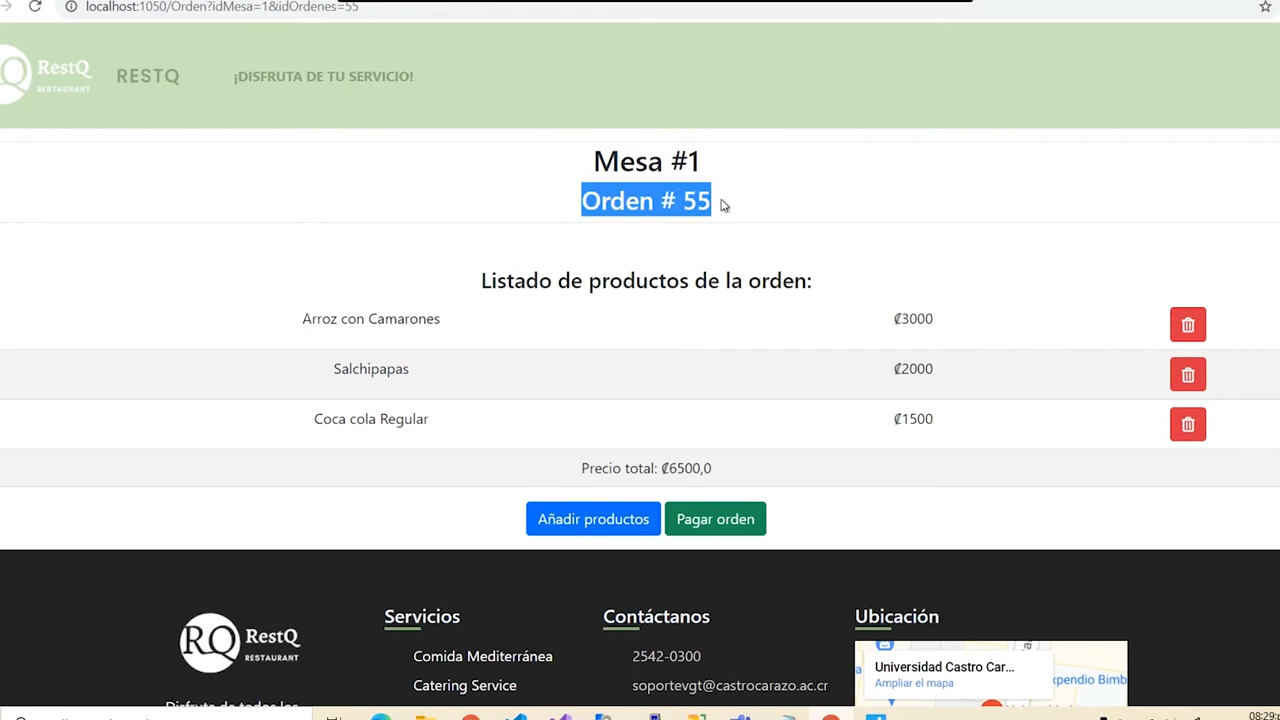 localhost:1050/Orden?idMesa=1&idOrdenes=55
RestQ
RESTAURANT
RESTQ
¡DISFRUTA DE TU SERVICIO!
Mesa #1
Orden # 55
Listado de productos de la orden:
Arroz con Camarones ₡3000
Salchipapas ₡2000
Coca cola Regular ₡1500
Precio total: ₡6500,0
Añadir productos Pagar orden
RQ RestQ
RESTAURANT
Servicios
Comida Mediterránea
Catering Service
Contáctanos
2542-0300
soportevgt@castrocarazo.ac.cr
Ubicación
Universidad Castro Car...
Ampliar el mapa
Expendio Bimb